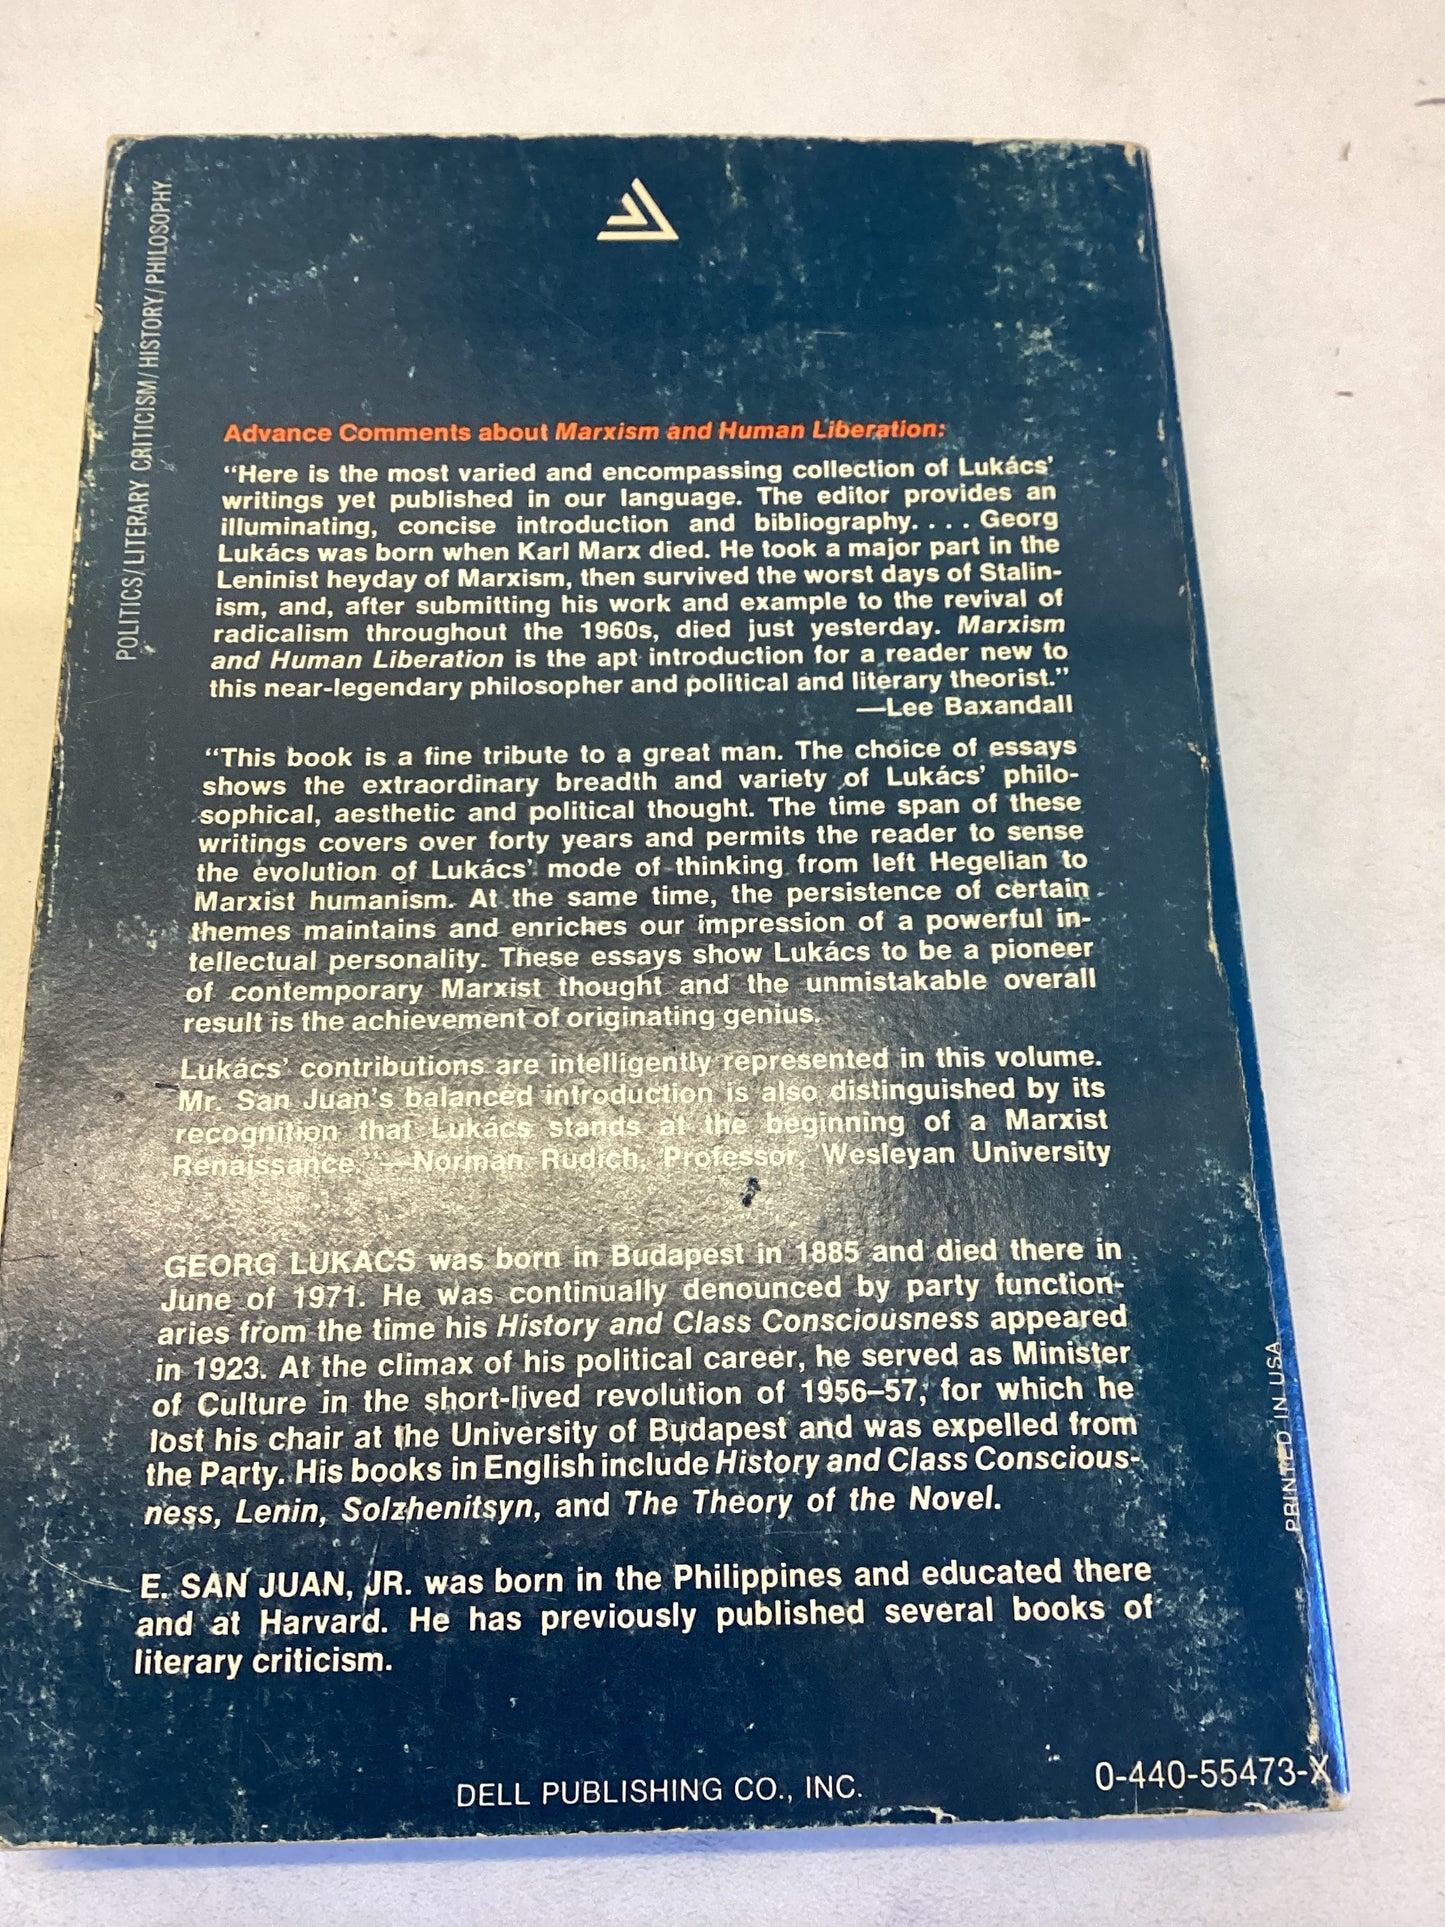 POLITICS/LITERARY CRITICISM/HISTORY/PHILOSOPHY
Advance Comments about Marxism and Human Liberation:
“Here is the most varied and encompassing collection of Lukács’
writings yet published in our language. The editor provides an
illuminating, concise introduction and bibliography. . . . Georg
Lukács was born when Karl Marx died. He took a major part in the
Leninist heyday of Marxism, then survived the worst days of Stalin-
ism, and, after submitting his work and example to the revival of
radicalism throughout the 1960s, died just yesterday. Marxism
and Human Liberation is the apt introduction for a reader new to
this near-legendary philosopher and political and literary theorist.”
—Lee Baxandall
“This book is a fine tribute to a great man. The choice of essays
shows the extraordinary breadth and variety of Lukács’ philo-
sophical, aesthetic and political thought. The time span of these
writings covers over forty years and permits the reader to sense
the evolution of Lukács’ mode of thinking from left Hegelian to
Marxist humanism. At the same time, the persistence of certain
themes maintains and enriches our impression of a powerful in-
tellectual personality. These essays show Lukács to be a pioneer
of contemporary Marxist thought and the unmistakable overall
result is the achievement of originating genius.
Lukács’ contributions are intelligently represented in this volume.
Mr. San Juan’s balanced introduction is also distinguished by its
recognition that Lukács stands at the beginning of a Marxist
Renaissance.”—Norman Rudich, Professor, Wesleyan University
GEORG LUKÁCS was born in Budapest in 1885 and died there in
June of 1971. He was continually denounced by party function-
aries from the time his History and Class Consciousness appeared
in 1923. At the climax of his political career, he served as Minister
of Culture in the short-lived revolution of 1956–57, for which he
lost his chair at the University of Budapest and was expelled from
the Party. His books in English include History and Class Conscious-
ness, Lenin, Solzhenitsyn, and The Theory of the Novel.
E. SAN JUAN, JR. was born in the Philippines and educated there
and at Harvard. He has previously published several books of
literary criticism.
PRINTED IN USA
DELL PUBLISHING CO., INC.
0-440-55473-X